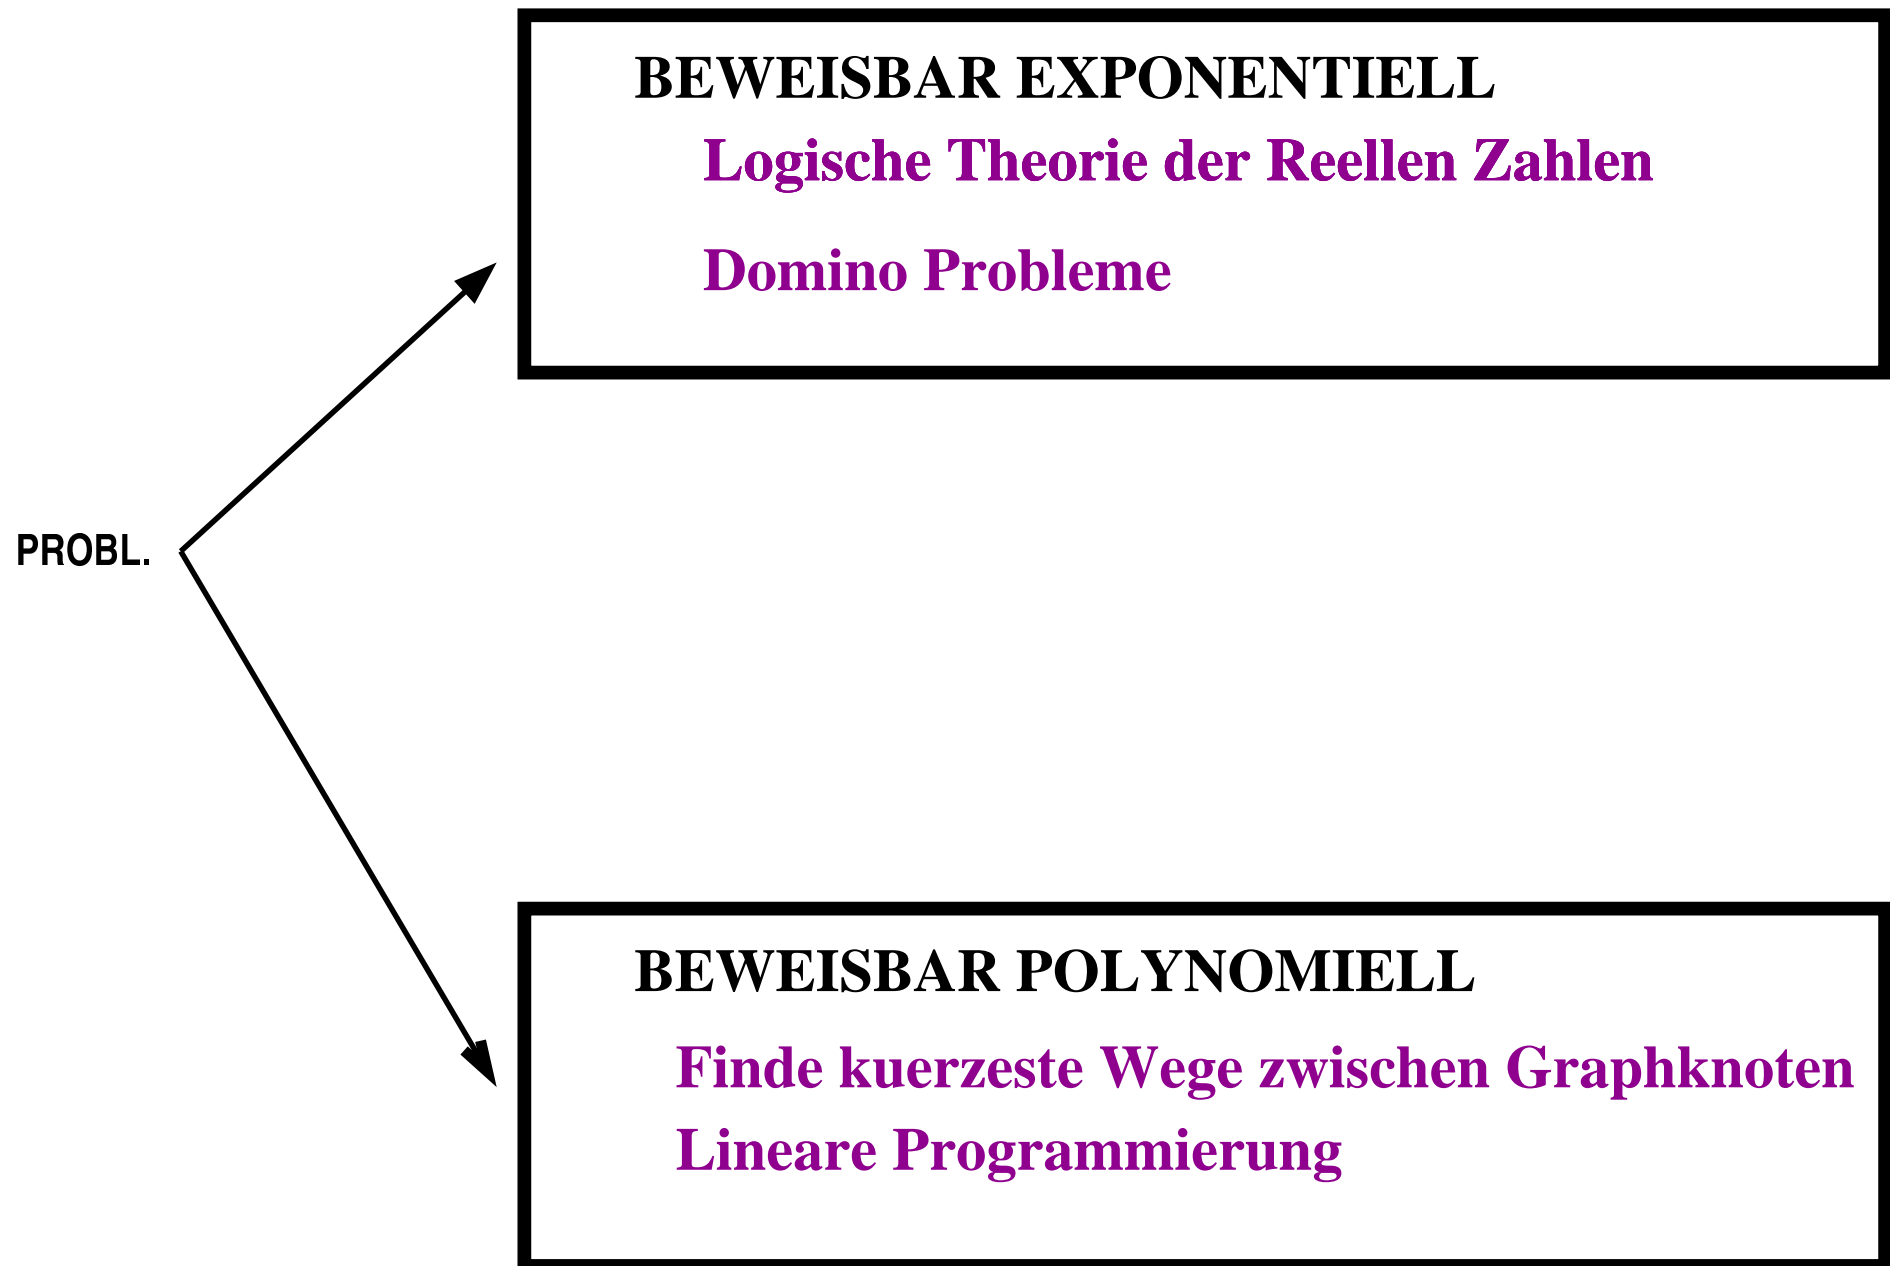 BEWEISBAR EXPONENTIELL
Logische Theorie der Reellen Zahlen
Domino Probleme
PROBL.
BEWEISBAR POLYNOMIELL
Finde kuerzeste Wege zwischen Graphknoten
Lineare Programmierung